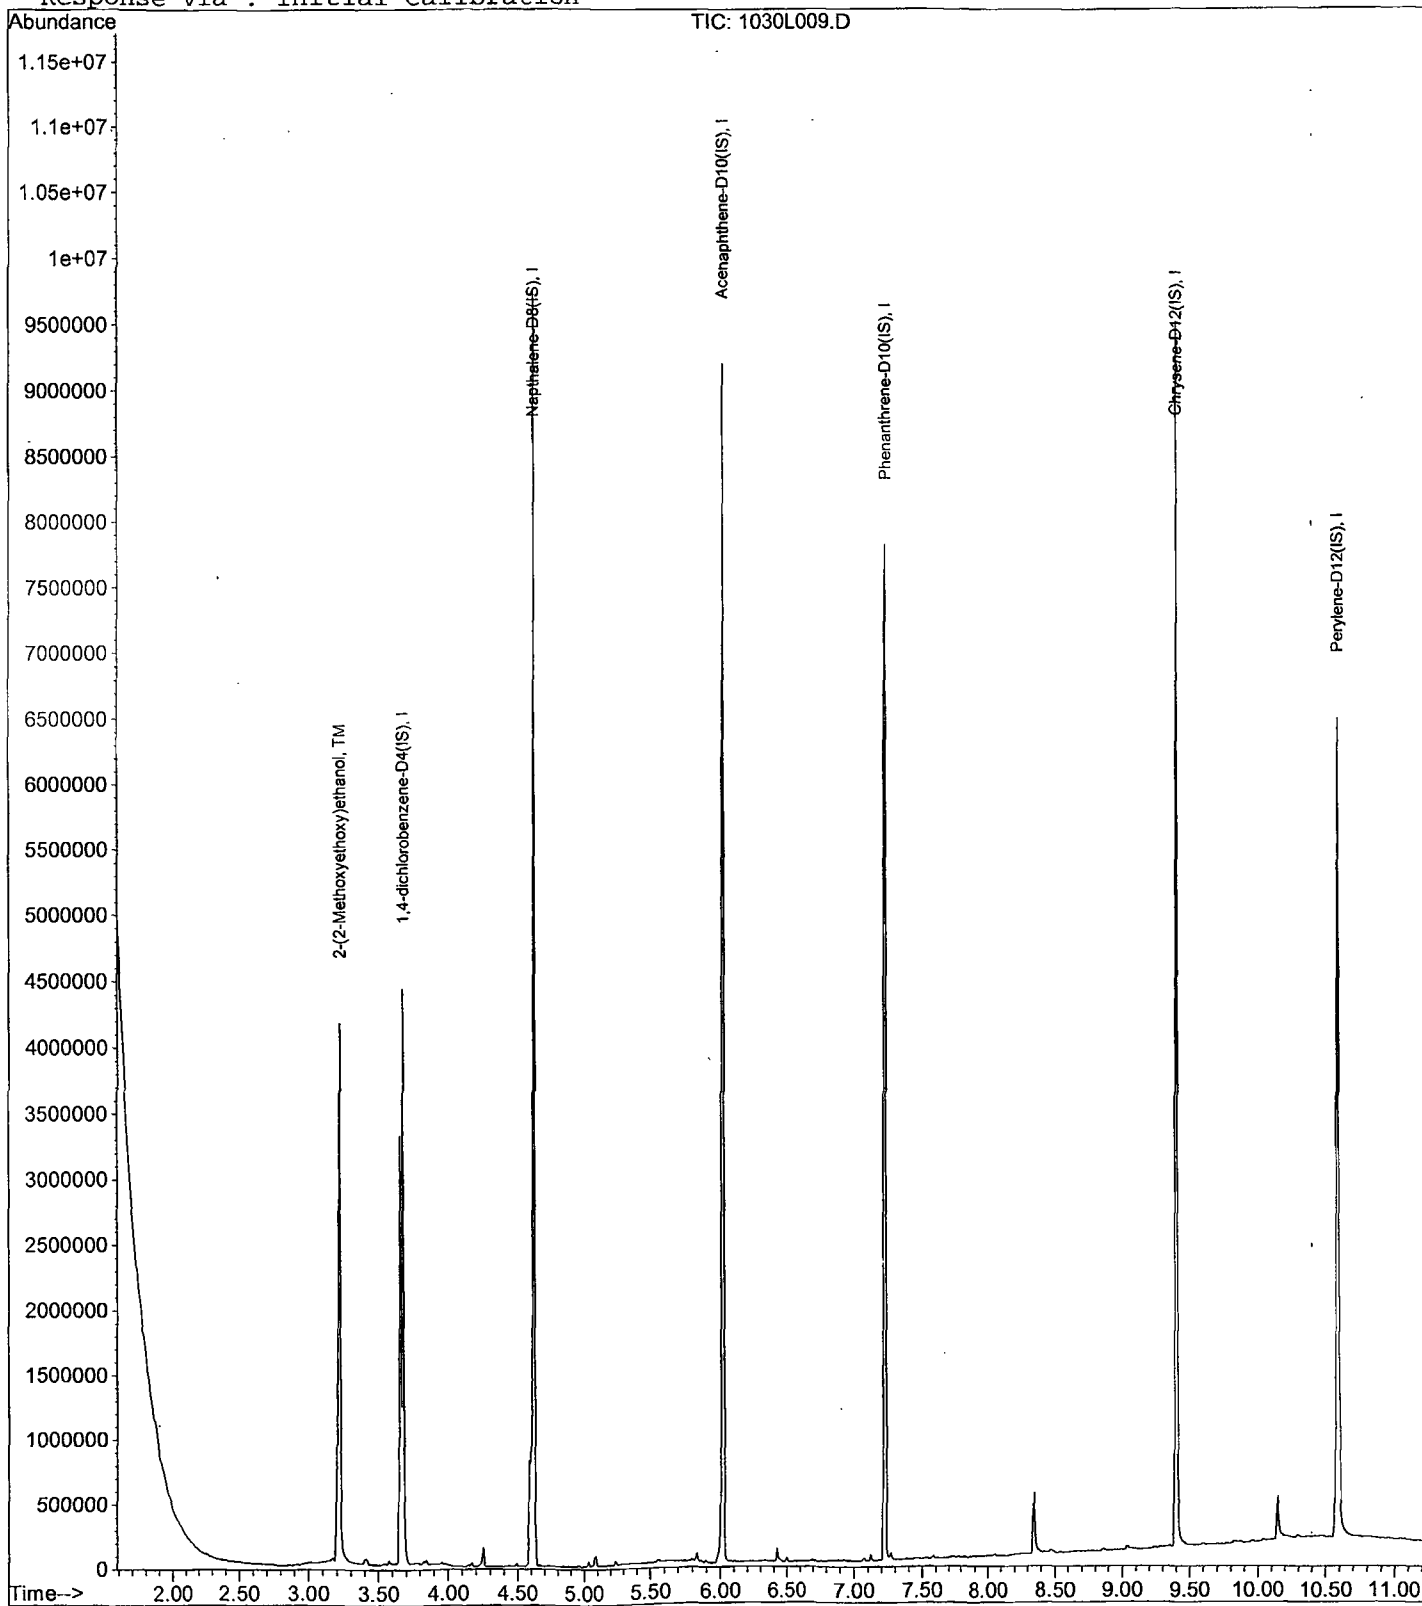 Response via : Initial Calibration
Abundance
TIC: 1030L009.D
1.15e+07
1.1e+07
1.05e+07
1e+07
9500000
9000000
8500000
8000000
7500000
7000000
6500000
6000000
5500000
5000000
4500000
4000000
3500000
3000000
2500000
2000000
1500000
1000000
500000
0
2-(2-Methoxyethoxy)ethanol, TM
1,4-dichlorobenzene-D4(IS), I
Napthalene-D8(IS), I
Acenaphthene-D10(IS), I
Phenanthrene-D10(IS), I
Chrysene-D12(IS), I
Perylene-D12(IS), I
Time-->
2.00 2.50 3.00 3.50 4.00 4.50 5.00 5.50 6.00 6.50 7.00 7.50 8.00 8.50 9.00 9.50 10.00 10.50 11.00